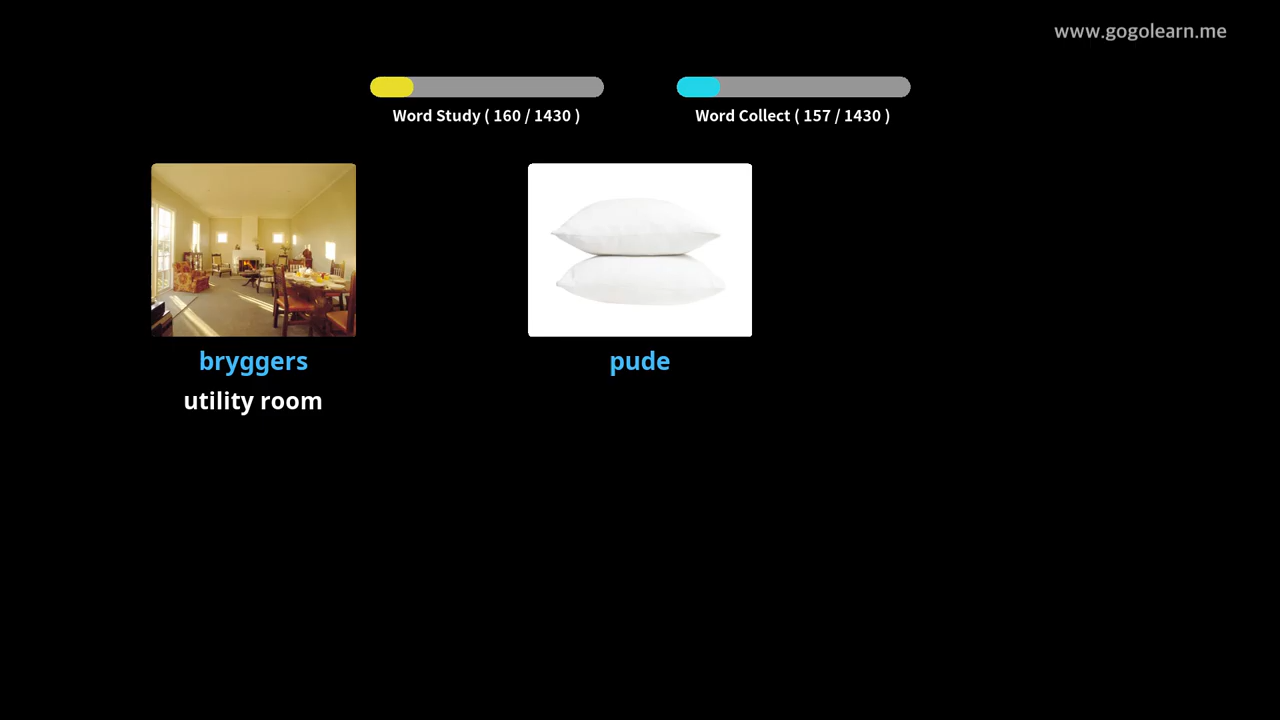 www.gogolearn.me
Word Study ( 160 / 1430 )
Word Collect ( 157 / 1430 )
bryggers
utility room
pude